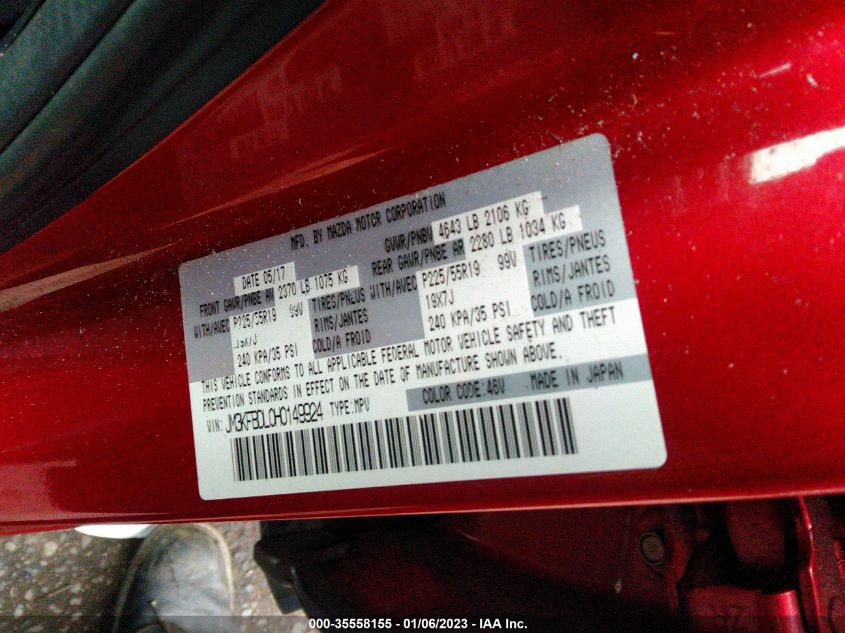 MFD. BY MAZDA MOTOR CORPORATION
DATE 05/17 GVWR/PNBV 4643 LB 2106 KG
FRONT GAWR/PNBE AV 2370 LB 1075 KG REAR GAWR/PNBE AR 2280 LB 1034 KG
WITH/AVEC P225/55R19 99V TIRES/PNEUS WITH/AVEC P225/55R19 99V TIRES/PNEUS
19X7J RIMS/JANTES 19X7J RIMS/JANTES
240 KPA/35 PSI COLD/A FROID 240 KPA/35 PSI COLD/A FROID
THIS VEHICLE CONFORMS TO ALL APPLICABLE FEDERAL MOTOR VEHICLE SAFETY AND THEFT
PREVENTION STANDARDS IN EFFECT ON THE DATE OF MANUFACTURE SHOWN ABOVE.
COLOR CODE:46V MADE IN JAPAN
VIN: JM3KFBDL0H0149924 TYPE:MPV
000-35558155 - 01/06/2023 - IAA Inc.